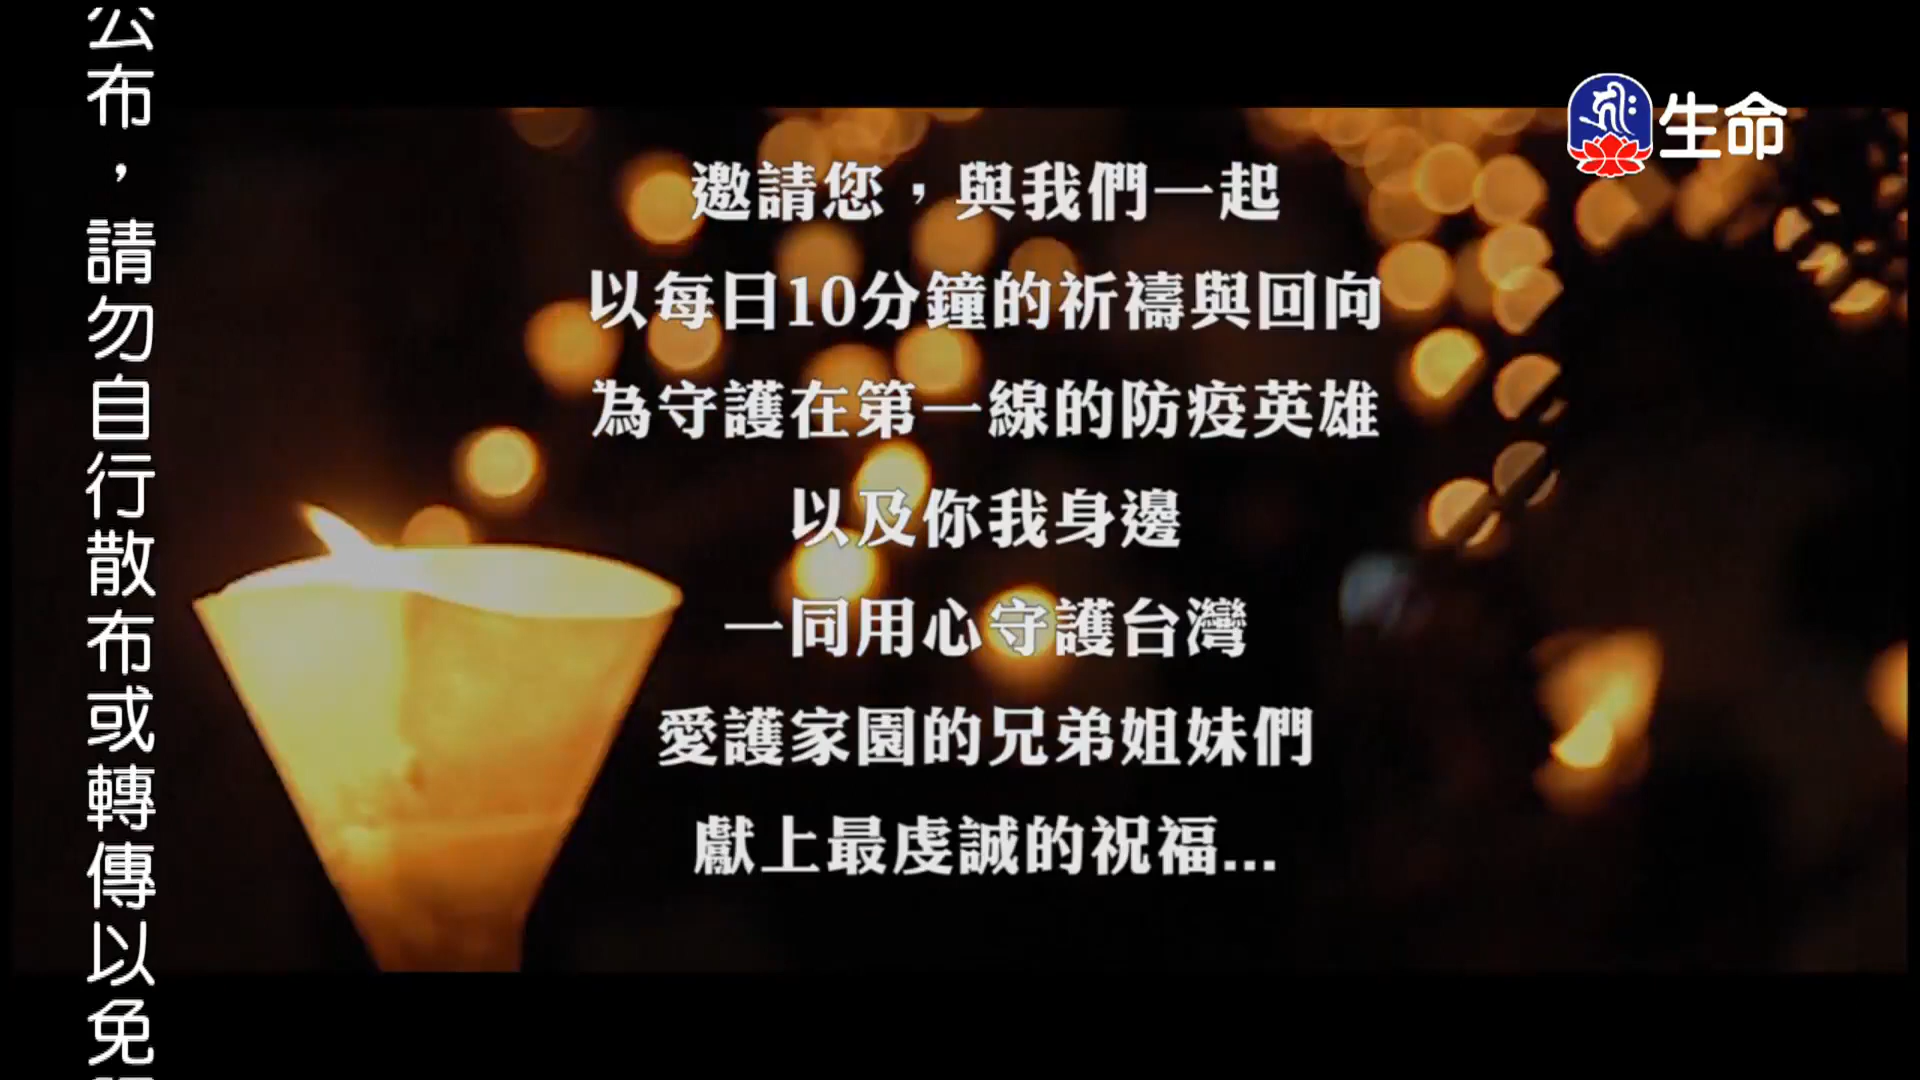 公布，請勿自行散布或轉傳以免
生命
邀請您，與我們一起
以每日10分鐘的祈禱與回向
為守護在第一線的防疫英雄
以及你我身邊
一同用心守護台灣
愛護家園的兄弟姐妹們
獻上最虔誠的祝福...